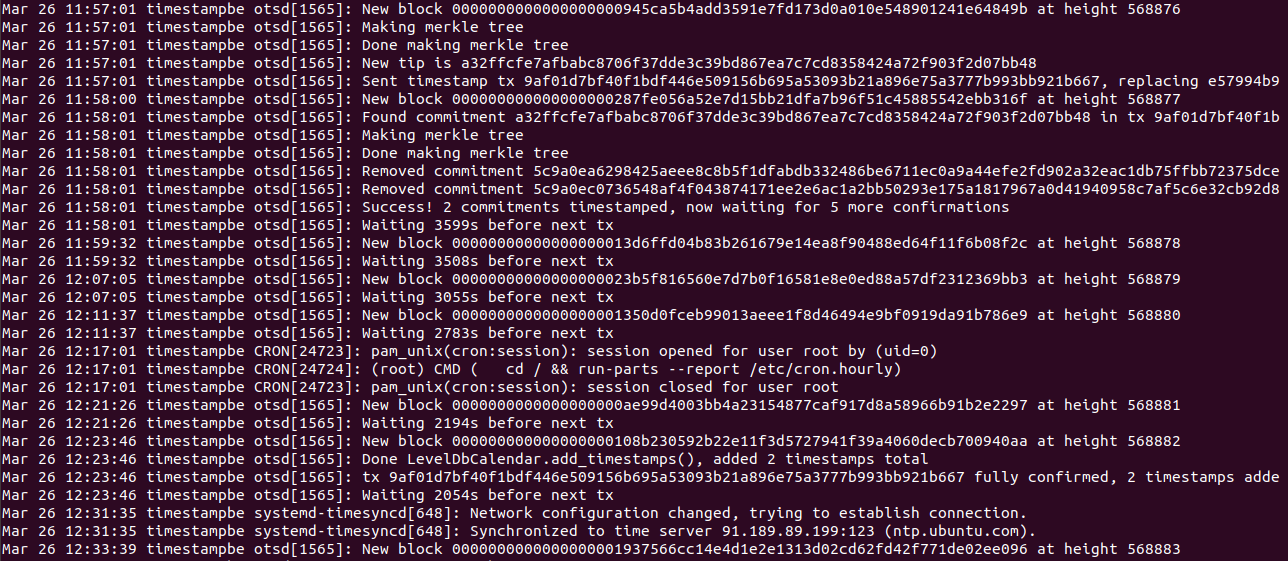 Mar 26 11:57:01 timestampbe otsd[1565]: New block 0000000000000000000945ca5b4add3591e7fd173d0a010e548901241e64849b at height 568876
Mar 26 11:57:01 timestampbe otsd[1565]: Making merkle tree
Mar 26 11:57:01 timestampbe otsd[1565]: Done making merkle tree
Mar 26 11:57:01 timestampbe otsd[1565]: New tip is a32ffcfe7afbabc8706f37dde3c39bd867ea7c7cd8358424a72f903f2d07bb48
Mar 26 11:57:01 timestampbe otsd[1565]: Sent timestamp tx 9af01d7bf40f1bdf446e509156b695a53093b21a896e75a3777b993bb921b667, replacing e57994b9
Mar 26 11:58:00 timestampbe otsd[1565]: New block 000000000000000000287fe056a52e7d15bb21dfa7b96f51c45885542ebb316f at height 568877
Mar 26 11:58:01 timestampbe otsd[1565]: Found commitment a32ffcfe7afbabc8706f37dde3c39bd867ea7c7cd8358424a72f903f2d07bb48 in tx 9af01d7bf40f1b
Mar 26 11:58:01 timestampbe otsd[1565]: Making merkle tree
Mar 26 11:58:01 timestampbe otsd[1565]: Done making merkle tree
Mar 26 11:58:01 timestampbe otsd[1565]: Removed commitment 5c9a0ea6298425aeee8c8b5f1dfabdb332486be6711ec0a9a44efe2fd902a32eac1db75ffbb72375dce
Mar 26 11:58:01 timestampbe otsd[1565]: Removed commitment 5c9a0ec0736548af4f043874171ee2e6ac1a2bb50293e175a1817967a0d41940958c7af5c6e32cb92d8
Mar 26 11:58:01 timestampbe otsd[1565]: Success! 2 commitments timestamped, now waiting for 5 more confirmations
Mar 26 11:58:01 timestampbe otsd[1565]: Waiting 3599s before next tx
Mar 26 11:59:32 timestampbe otsd[1565]: New block 00000000000000000013d6ffd04b83b261679e14ea8f90488ed64f11f6b08f2c at height 568878
Mar 26 11:59:32 timestampbe otsd[1565]: Waiting 3508s before next tx
Mar 26 12:07:05 timestampbe otsd[1565]: New block 00000000000000000023b5f816560e7d7b0f16581e8e0ed88a57df2312369bb3 at height 568879
Mar 26 12:07:05 timestampbe otsd[1565]: Waiting 3055s before next tx
Mar 26 12:11:37 timestampbe otsd[1565]: New block 0000000000000000001350d0fceb99013aeee1f8d46494e9bf0919da91b786e9 at height 568880
Mar 26 12:11:37 timestampbe otsd[1565]: Waiting 2783s before next tx
Mar 26 12:17:01 timestampbe CRON[24723]: pam_unix(cron:session): session opened for user root by (uid=0)
Mar 26 12:17:01 timestampbe CRON[24724]: (root) CMD (   cd / && run-parts --report /etc/cron.hourly)
Mar 26 12:17:01 timestampbe CRON[24723]: pam_unix(cron:session): session closed for user root
Mar 26 12:21:26 timestampbe otsd[1565]: New block 0000000000000000000ae99d4003bb4a23154877caf917d8a58966b91b2e2297 at height 568881
Mar 26 12:21:26 timestampbe otsd[1565]: Waiting 2194s before next tx
Mar 26 12:23:46 timestampbe otsd[1565]: New block 000000000000000000108b230592b22e11f3d5727941f39a4060decb700940aa at height 568882
Mar 26 12:23:46 timestampbe otsd[1565]: Done LevelDbCalendar.add_timestamps(), added 2 timestamps total
Mar 26 12:23:46 timestampbe otsd[1565]: tx 9af01d7bf40f1bdf446e509156b695a53093b21a896e75a3777b993bb921b667 fully confirmed, 2 timestamps adde
Mar 26 12:23:46 timestampbe otsd[1565]: Waiting 2054s before next tx
Mar 26 12:31:35 timestampbe systemd-timesyncd[648]: Network configuration changed, trying to establish connection.
Mar 26 12:31:35 timestampbe systemd-timesyncd[648]: Synchronized to time server 91.189.89.199:123 (ntp.ubuntu.com).
Mar 26 12:33:39 timestampbe otsd[1565]: New block 0000000000000000001937566cc14e4d1e2e1313d02cd62fd42f771de02ee096 at height 568883